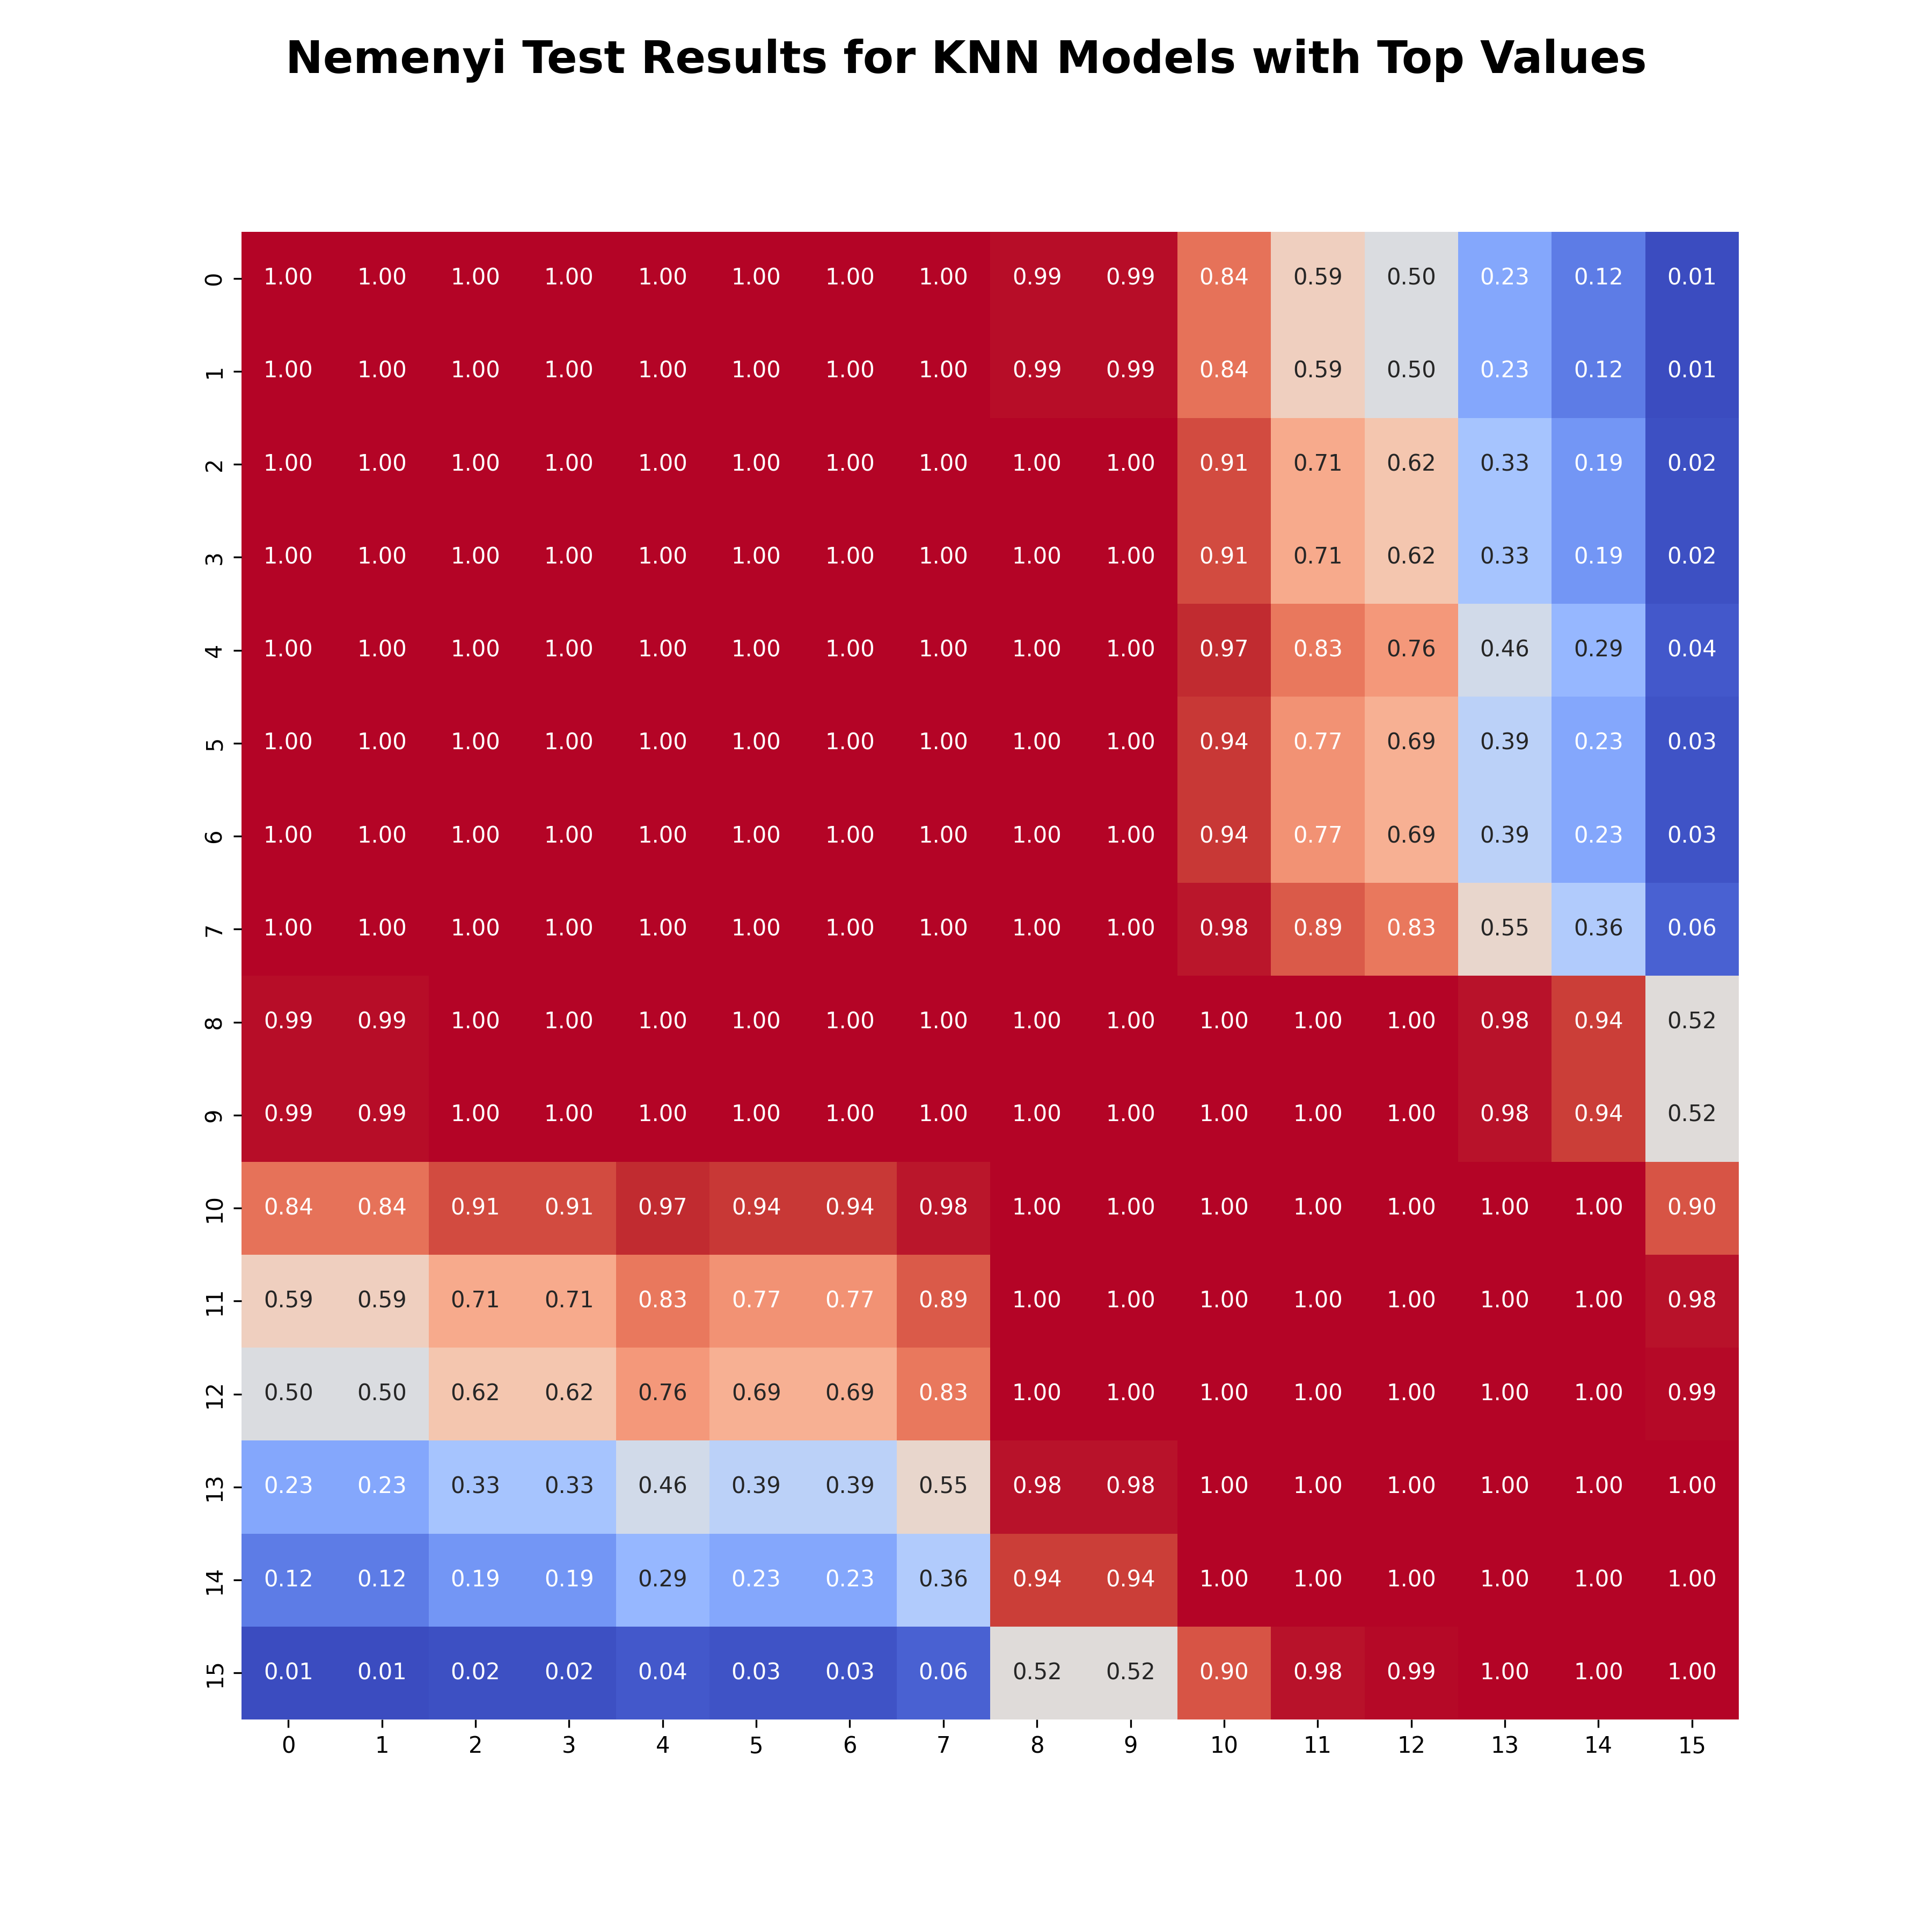 Nemenyi Test Results for KNN Models with Top Values
0 1.00 1.00 1.00 1.00 1.00 1.00 1.00 1.00 0.99 0.99 0.84 0.59 0.50 0.23 0.12 0.01
1 1.00 1.00 1.00 1.00 1.00 1.00 1.00 1.00 0.99 0.99 0.84 0.59 0.50 0.23 0.12 0.01
2 1.00 1.00 1.00 1.00 1.00 1.00 1.00 1.00 1.00 1.00 0.91 0.71 0.62 0.33 0.19 0.02
3 1.00 1.00 1.00 1.00 1.00 1.00 1.00 1.00 1.00 1.00 0.91 0.71 0.62 0.33 0.19 0.02
4 1.00 1.00 1.00 1.00 1.00 1.00 1.00 1.00 1.00 1.00 0.97 0.83 0.76 0.46 0.29 0.04
5 1.00 1.00 1.00 1.00 1.00 1.00 1.00 1.00 1.00 1.00 0.94 0.77 0.69 0.39 0.23 0.03
6 1.00 1.00 1.00 1.00 1.00 1.00 1.00 1.00 1.00 1.00 0.94 0.77 0.69 0.39 0.23 0.03
7 1.00 1.00 1.00 1.00 1.00 1.00 1.00 1.00 1.00 1.00 0.98 0.89 0.83 0.55 0.36 0.06
8 0.99 0.99 1.00 1.00 1.00 1.00 1.00 1.00 1.00 1.00 1.00 1.00 1.00 0.98 0.94 0.52
9 0.99 0.99 1.00 1.00 1.00 1.00 1.00 1.00 1.00 1.00 1.00 1.00 1.00 0.98 0.94 0.52
10 0.84 0.84 0.91 0.91 0.97 0.94 0.94 0.98 1.00 1.00 1.00 1.00 1.00 1.00 1.00 0.90
11 0.59 0.59 0.71 0.71 0.83 0.77 0.77 0.89 1.00 1.00 1.00 1.00 1.00 1.00 1.00 0.98
12 0.50 0.50 0.62 0.62 0.76 0.69 0.69 0.83 1.00 1.00 1.00 1.00 1.00 1.00 1.00 0.99
13 0.23 0.23 0.33 0.33 0.46 0.39 0.39 0.55 0.98 0.98 1.00 1.00 1.00 1.00 1.00 1.00
14 0.12 0.12 0.19 0.19 0.29 0.23 0.23 0.36 0.94 0.94 1.00 1.00 1.00 1.00 1.00 1.00
15 0.01 0.01 0.02 0.02 0.04 0.03 0.03 0.06 0.52 0.52 0.90 0.98 0.99 1.00 1.00 1.00
0 1 2 3 4 5 6 7 8 9 10 11 12 13 14 15